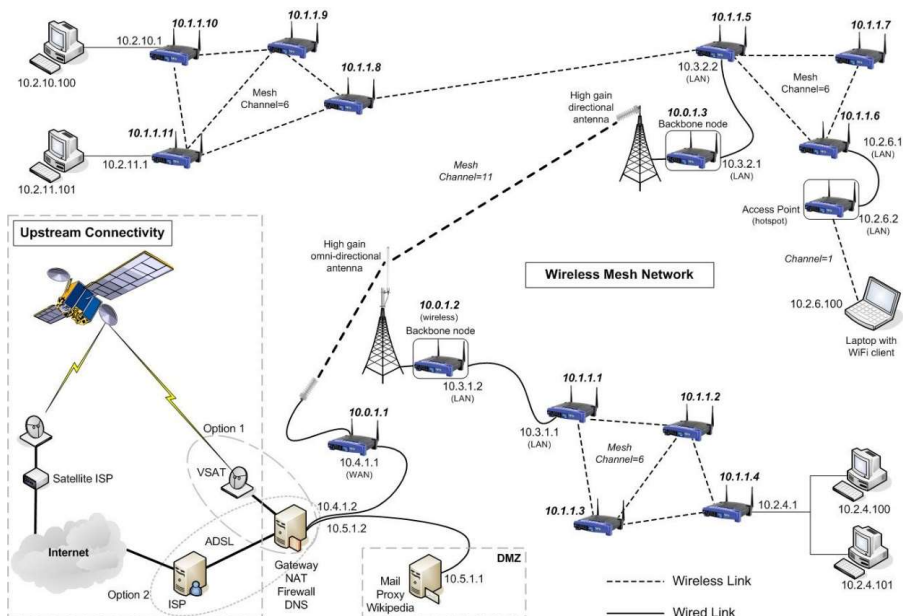 10.1.1.10
10.1.1.9
10.1.1.5
10.1.1.7
10.2.10.1
10.2.10.100
10.1.1.8
10.3.2.2
(LAN)
Mesh
Channel=6
Mesh
Channel=6
High gain
directional
antenna
10.0.1.3
Backbone node
10.1.1.6
10.1.1.11
10.2.11.1
10.2.11.101
10.3.2.1
(LAN)
10.2.6.1
(LAN)
Mesh
Channel=11
Access Point
(hotspot)
10.2.6.2
(LAN)
Upstream Connectivity
High gain
omni-directional
antenna
Wireless Mesh Network
Channel=1
10.2.6.100
Laptop with
WiFi client
10.0.1.2
(wireless)
Backbone node
10.3.1.2
(LAN)
10.1.1.1
10.1.1.2
Option 1
10.0.1.1
10.3.1.1
(LAN)
Mesh
Channel=6
10.4.1.1
(WAN)
VSAT
Satellite ISP
10.1.1.4
10.2.4.1
10.2.4.100
10.1.1.3
10.4.1.2
10.5.1.2
Internet
ADSL
Gateway
NAT
Firewall
DNS
DMZ
Mail
Proxy
Wikipedia
10.5.1.1
Option 2
ISP
10.2.4.101
Wireless Link
Wired Link